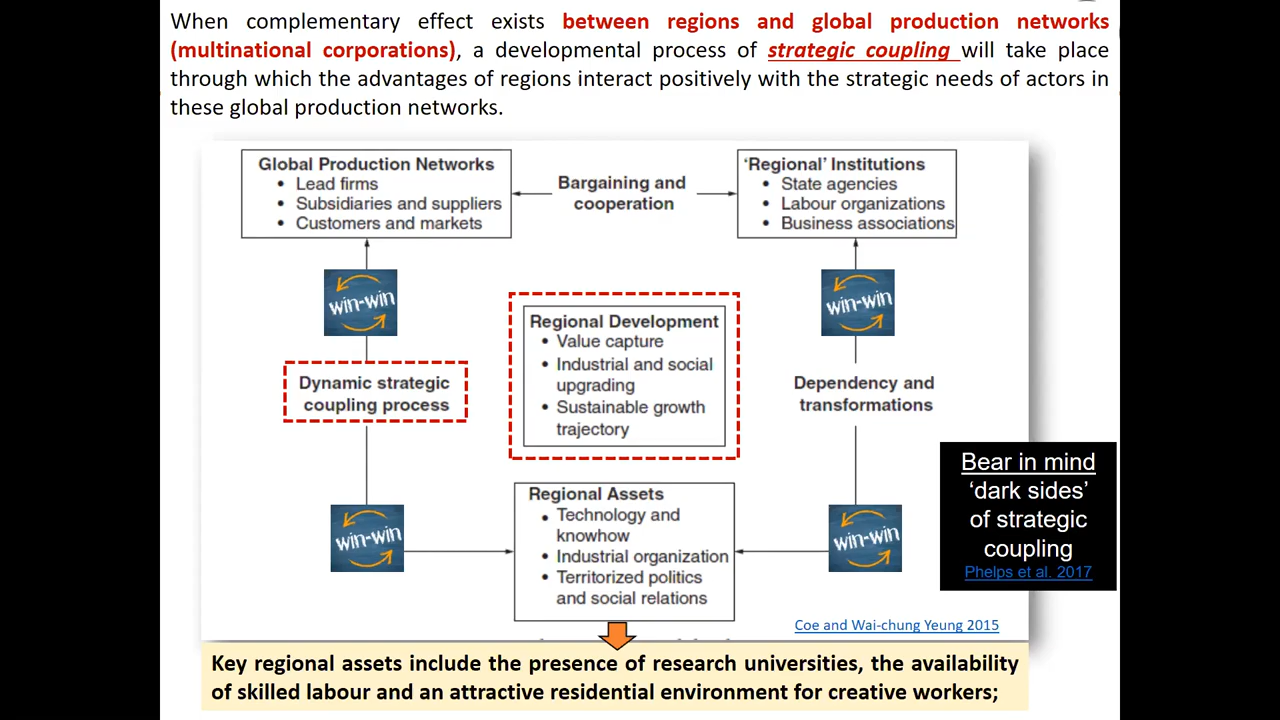 When complementary effect exists between regions and global production networks
(multinational corporations), a developmental process of strategic coupling will take place
through which the advantages of regions interact positively with the strategic needs of actors in
these global production networks.
Global Production Networks
• Lead firms
• Subsidiaries and suppliers
• Customers and markets
Bargaining and
cooperation
‘Regional’ Institutions
• State agencies
• Labour organizations
• Business associations
win-win
win-win
Regional Development
• Value capture
• Industrial and social
upgrading
• Sustainable growth
trajectory
Dynamic strategic
coupling process
Dependency and
transformations
Bear in mind
‘dark sides’
of strategic
coupling
Phelps et al. 2017
win-win
win-win
Regional Assets
• Technology and
knowhow
• Industrial organization
• Territorized politics
and social relations
Coe and Wai-chung Yeung 2015
Key regional assets include the presence of research universities, the availability
of skilled labour and an attractive residential environment for creative workers;